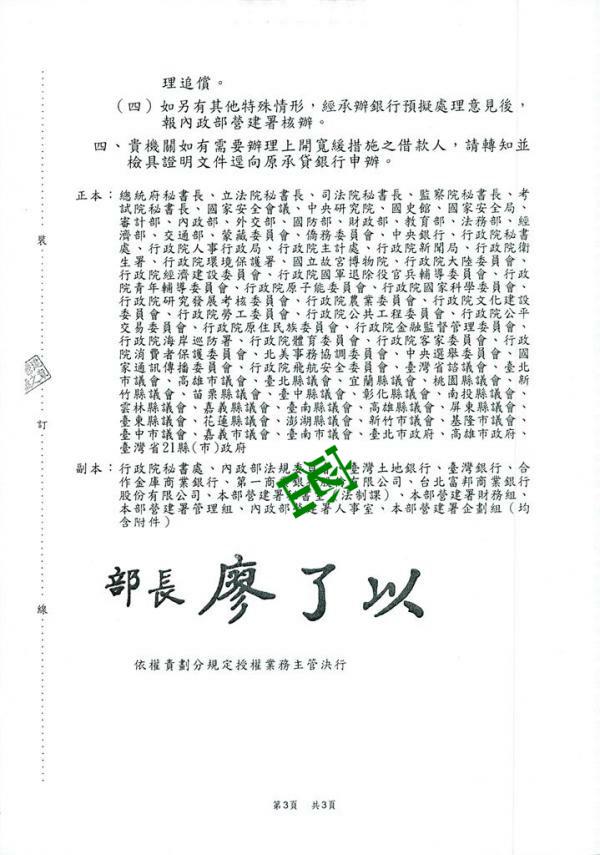 理追償。
(四)如另有其他特殊情形,經承辦銀行預擬處理意見後,
報內政部營建署核辦。
四、貴機關如有需要辦理上開寬緩措施之借款人,請轉知並
檢具證明文件逕向原承貸銀行申辦。
正本:總統府秘書長、立法院秘書長、司法院秘書長、監察院秘書長、考
試院秘書長、國家安全會議、中央研究院、國史館、國家安全局、
審計部、內政部、外交部、國防部、財政部、教育部、法務部、經
濟部、交通部、蒙藏委員會、僑務委員會、中央銀行、行政院秘書
處、行政院人事行政局、行政院主計處、行政院新聞局、行政院衛
生署、行政院環境保護署、國立故宮博物院、行政院大陸委員會、
行政院經濟建設委員會、行政院國軍退除役官兵輔導委員會、行政
院青年輔導委員會、行政院原子能委員會、行政院國家科學委員會、
行政院研究發展考核委員會、行政院農業委員會、行政院文化建設
委員會、行政院勞工委員會、行政院公共工程委員會、行政院公平
交易委員會、行政院原住民族委員會、行政院金融監督管理委員會、
行政院海岸巡防署、行政院體育委員會、行政院客家委員會、行政
院消費者保護委員會、北美事務協調委員會、中央選舉委員會、國
家通訊傳播委員會、行政院飛航安全委員會、臺灣省諮議會、臺北
市議會、高雄市議會、臺北縣議會、宜蘭縣議會、桃園縣議會、新
竹縣議會、苗栗縣議會、臺中縣議會、彰化縣議會、南投縣議會、
雲林縣議會、嘉義縣議會、臺南縣議會、高雄縣議會、屏東縣議會、
臺東縣議會、花蓮縣議會、澎湖縣議會、新竹市議會、基隆市議會、
臺中市議會、嘉義市議會、臺南市議會、臺北市政府、高雄市政府、
臺灣省21縣(市)政府
副本:行政院秘書處、內政部法規委員會、臺灣土地銀行、臺灣銀行、合
作金庫商業銀行、第一商業銀行股份有限公司、台北富邦商業銀行
股份有限公司、本部營建署(法制課)、本部營建署財務組、
本部營建署管理組、內政部營建署人事室、本部營建署企劃組(均
含附件)
部長 廖了以
依權責劃分規定授權業務主管決行
裝
訂
線
第3頁 共3頁